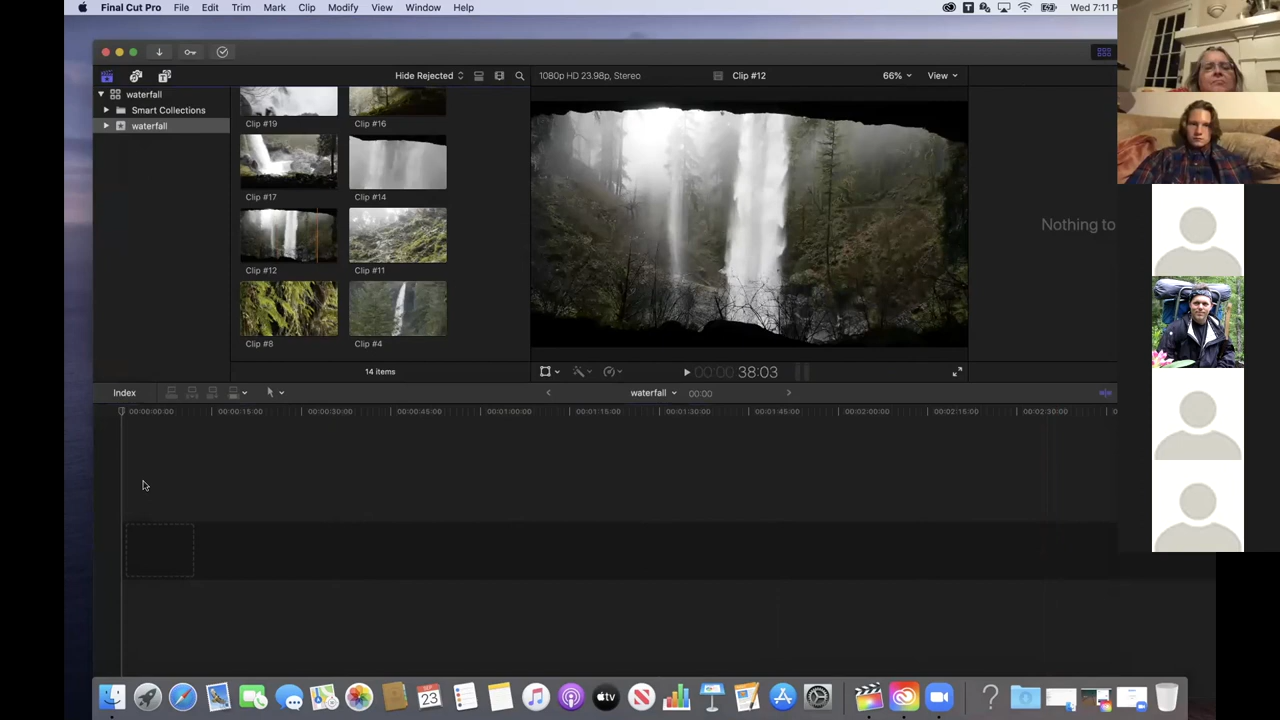 Final Cut Pro File Edit Trim Mark Clip Modify View Window Help
Wed 7:11 P
Hide Rejected
1080p HD 23.98p, Stereo
Clip #12
66%
View
waterfall
Smart Collections
waterfall
Clip #19
Clip #16
Clip #17
Clip #14
Clip #12
Clip #11
Clip #8
Clip #4
14 items
Nothing to
00:00 38:03
Index
waterfall
00:00
00:00:00:00
00:00:15:00
00:00:30:00
00:00:45:00
00:01:00:00
00:01:15:00
00:01:30:00
00:01:45:00
00:02:00:00
00:02:15:00
00:02:30:00
SEP
23
tv